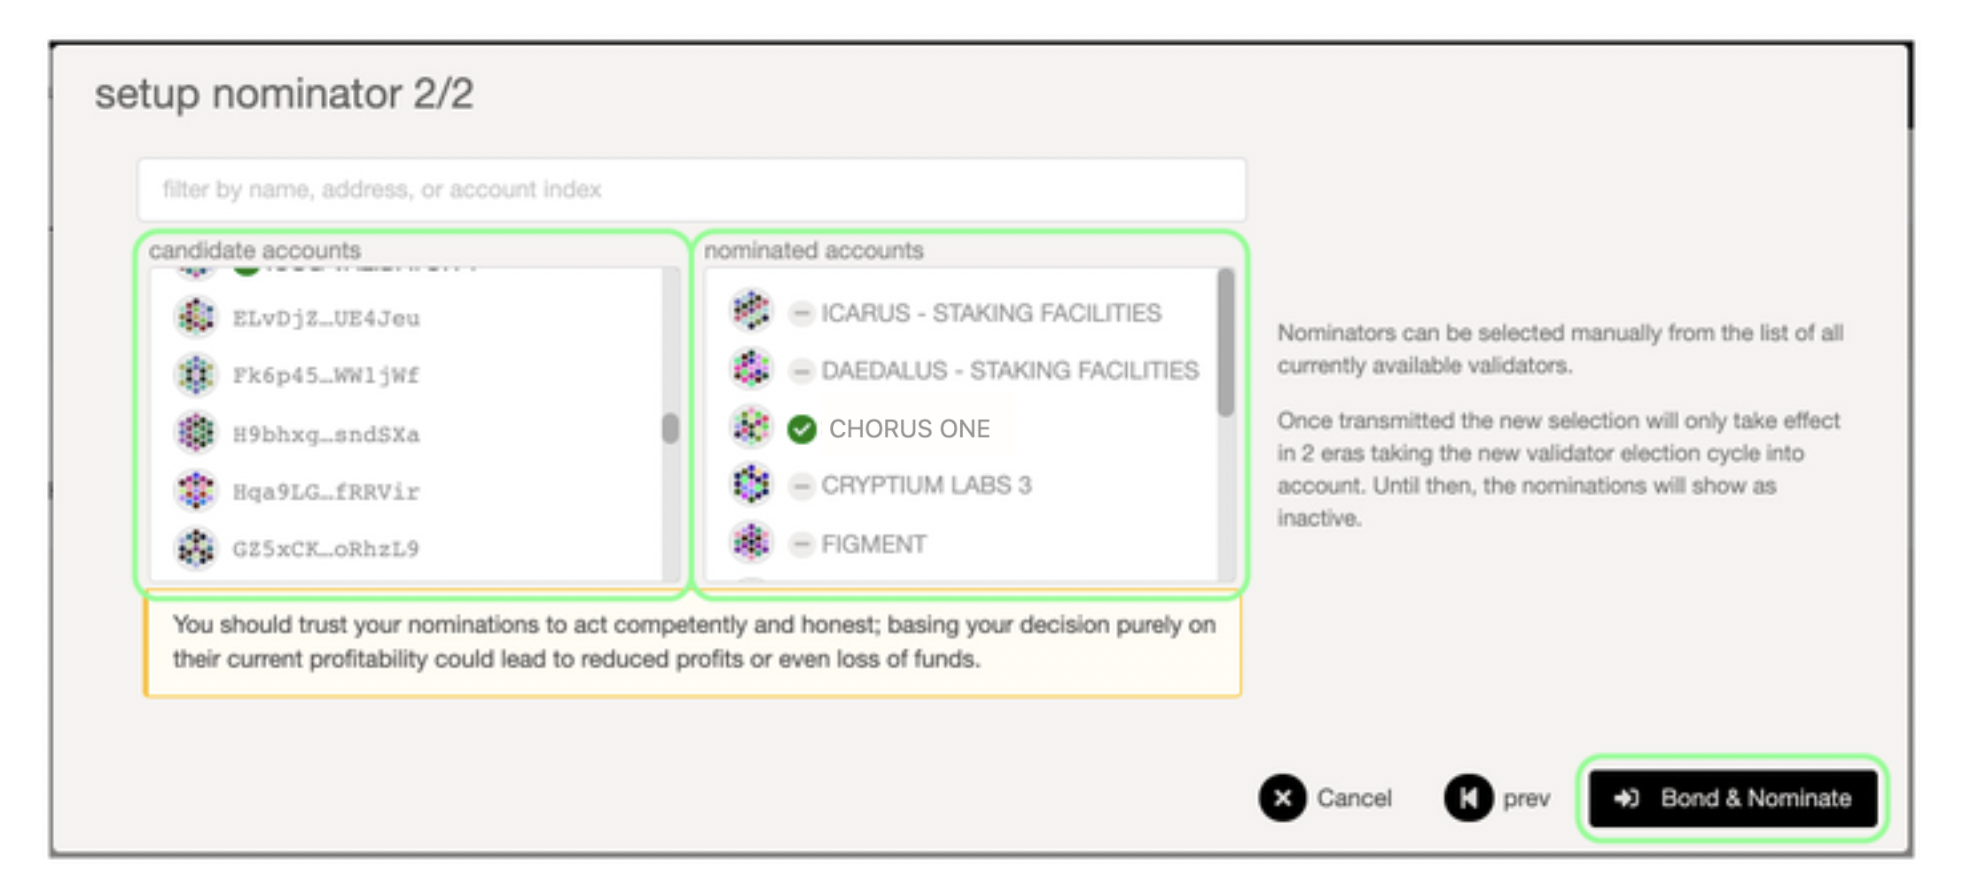 setup nominator 2/2
filter by name, address, or account index
candidate accounts
ELvDjZ…UE4Jeu
Fk6p45…WW1jWf
H9bhxg…sndSXa
Hqa9LG…fRRVir
GZ5xCK…oRhzL9
nominated accounts
ICARUS - STAKING FACILITIES
DAEDALUS - STAKING FACILITIES
CHORUS ONE
CRYPTIUM LABS 3
FIGMENT
Nominators can be selected manually from the list of all
currently available validators.
Once transmitted the new selection will only take effect
in 2 eras taking the new validator election cycle into
account. Until then, the nominations will show as
inactive.
You should trust your nominations to act competently and honest; basing your decision purely on
their current profitability could lead to reduced profits or even loss of funds.
Cancel
prev
Bond & Nominate